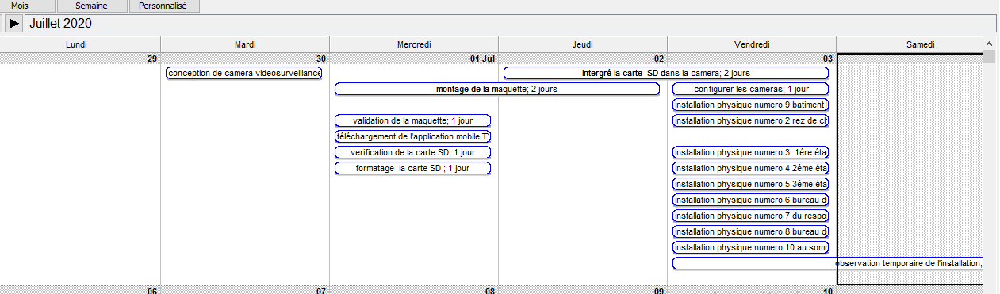 Mois Semaine Personnalisé
Juillet 2020
Lundi Mardi Mercredi Jeudi Vendredi Samedi
29 30 01 Jul 02 03
conception de camera videosurveillance intergré la carte SD dans la camera; 2 jours
montage de la maquette; 2 jours configurer les cameras; 1 jour
installation physique numero 9 batiment
validation de la maquette; 1 jour installation physique numero 2 rez de ch
téléchargement de l'application mobile T
verification de la carte SD; 1 jour installation physique numero 3 1ére éta
formatage la carte SD ; 1 jour installation physique numero 4 2éme éta
installation physique numero 5 3éme éta
installation physique numero 6 bureau d
installation physique numero 7 du respo
installation physique numero 8 bureau d
installation physique numero 10 au som
observation temporaire de l'installation;
06 07 08 09 10